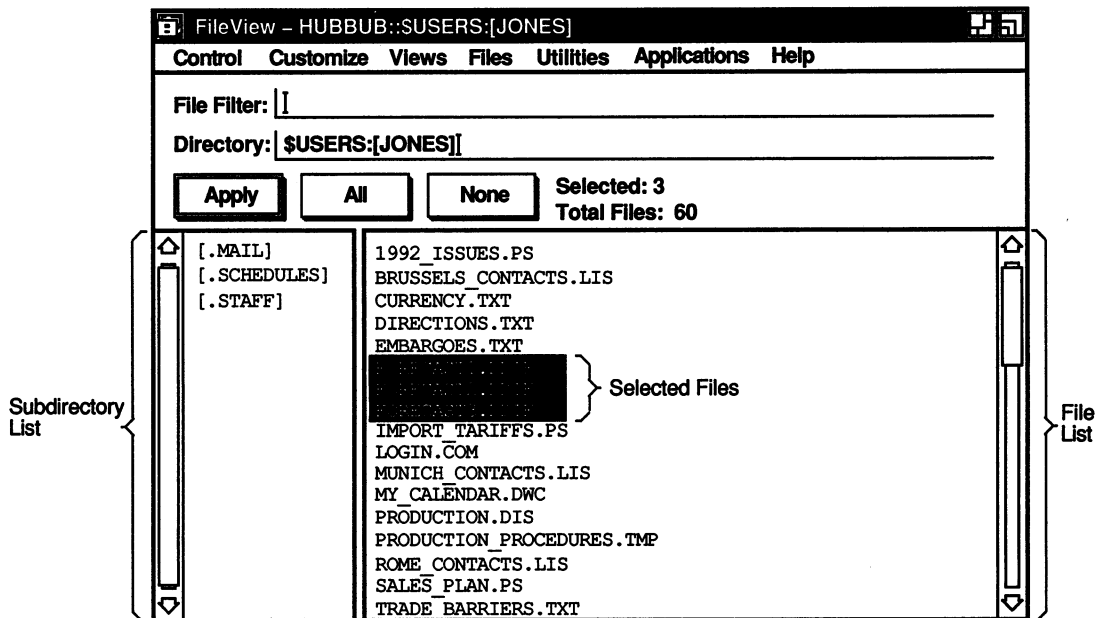 FileView – HUBBUB::$USERS:[JONES]
Control Customize Views Files Utilities Applications Help
File Filter:
Directory: $USERS:[JONES]
Apply All None
Selected: 3
Total Files: 60
[.MAIL]
[.SCHEDULES]
[.STAFF]
1992_ISSUES.PS
BRUSSELS_CONTACTS.LIS
CURRENCY.TXT
DIRECTIONS.TXT
EMBARGOES.TXT
IMPORT_TARIFFS.PS
LOGIN.COM
MUNICH_CONTACTS.LIS
MY_CALENDAR.DWC
PRODUCTION.DIS
PRODUCTION_PROCEDURES.TMP
ROME_CONTACTS.LIS
SALES_PLAN.PS
TRADE_BARRIERS.TXT
Selected Files
Subdirectory
List
File
List